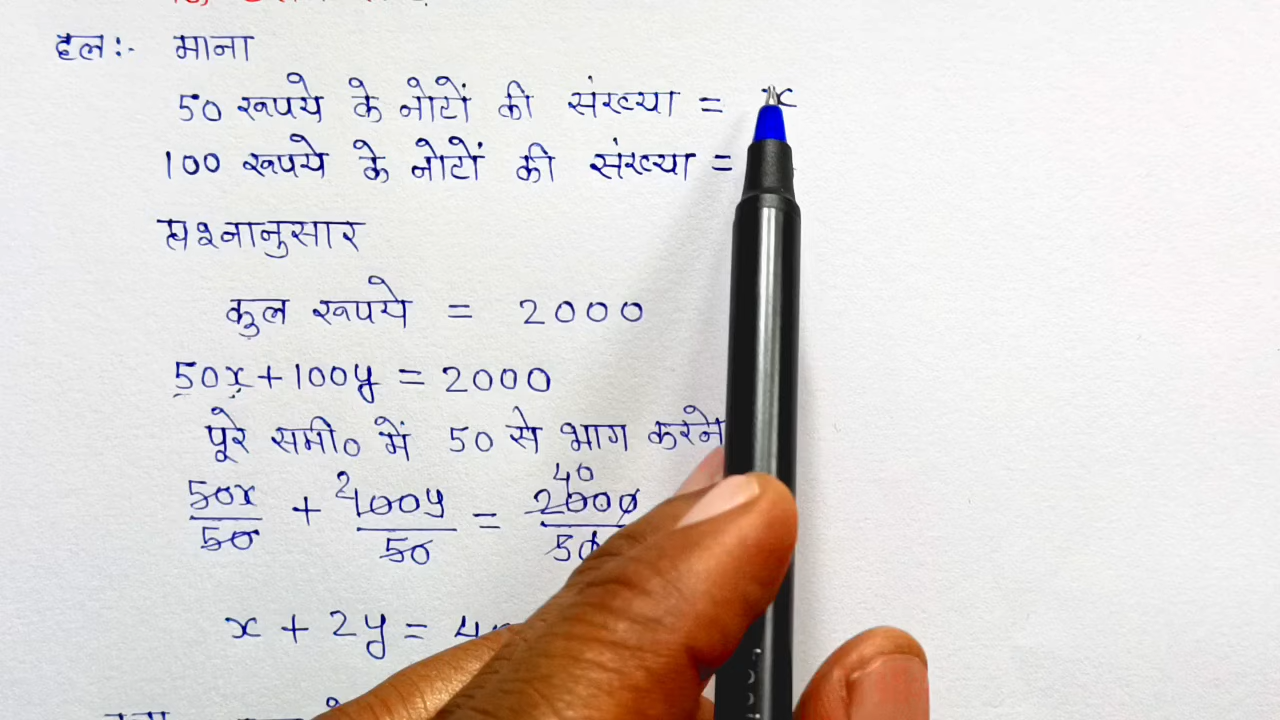 हल :- माना
50 रूपये के नोटों की संख्या = x
100 रूपये के नोटों की संख्या =
प्रश्नानुसार
कुल रूपये = 2000
50x + 100y = 2000
पूरे समी० में 50 से भाग करने
50x/50 + 2 100y/50 = 40 2000/50
x + 2y = 40